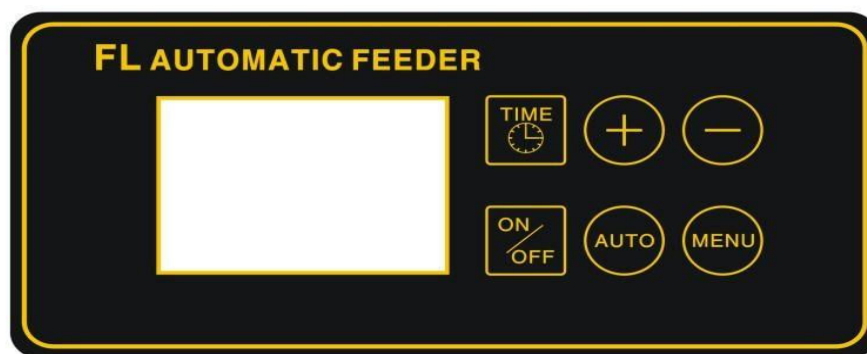 FL AUTOMATIC FEEDER
TIME
+
−
ON/OFF
AUTO
MENU